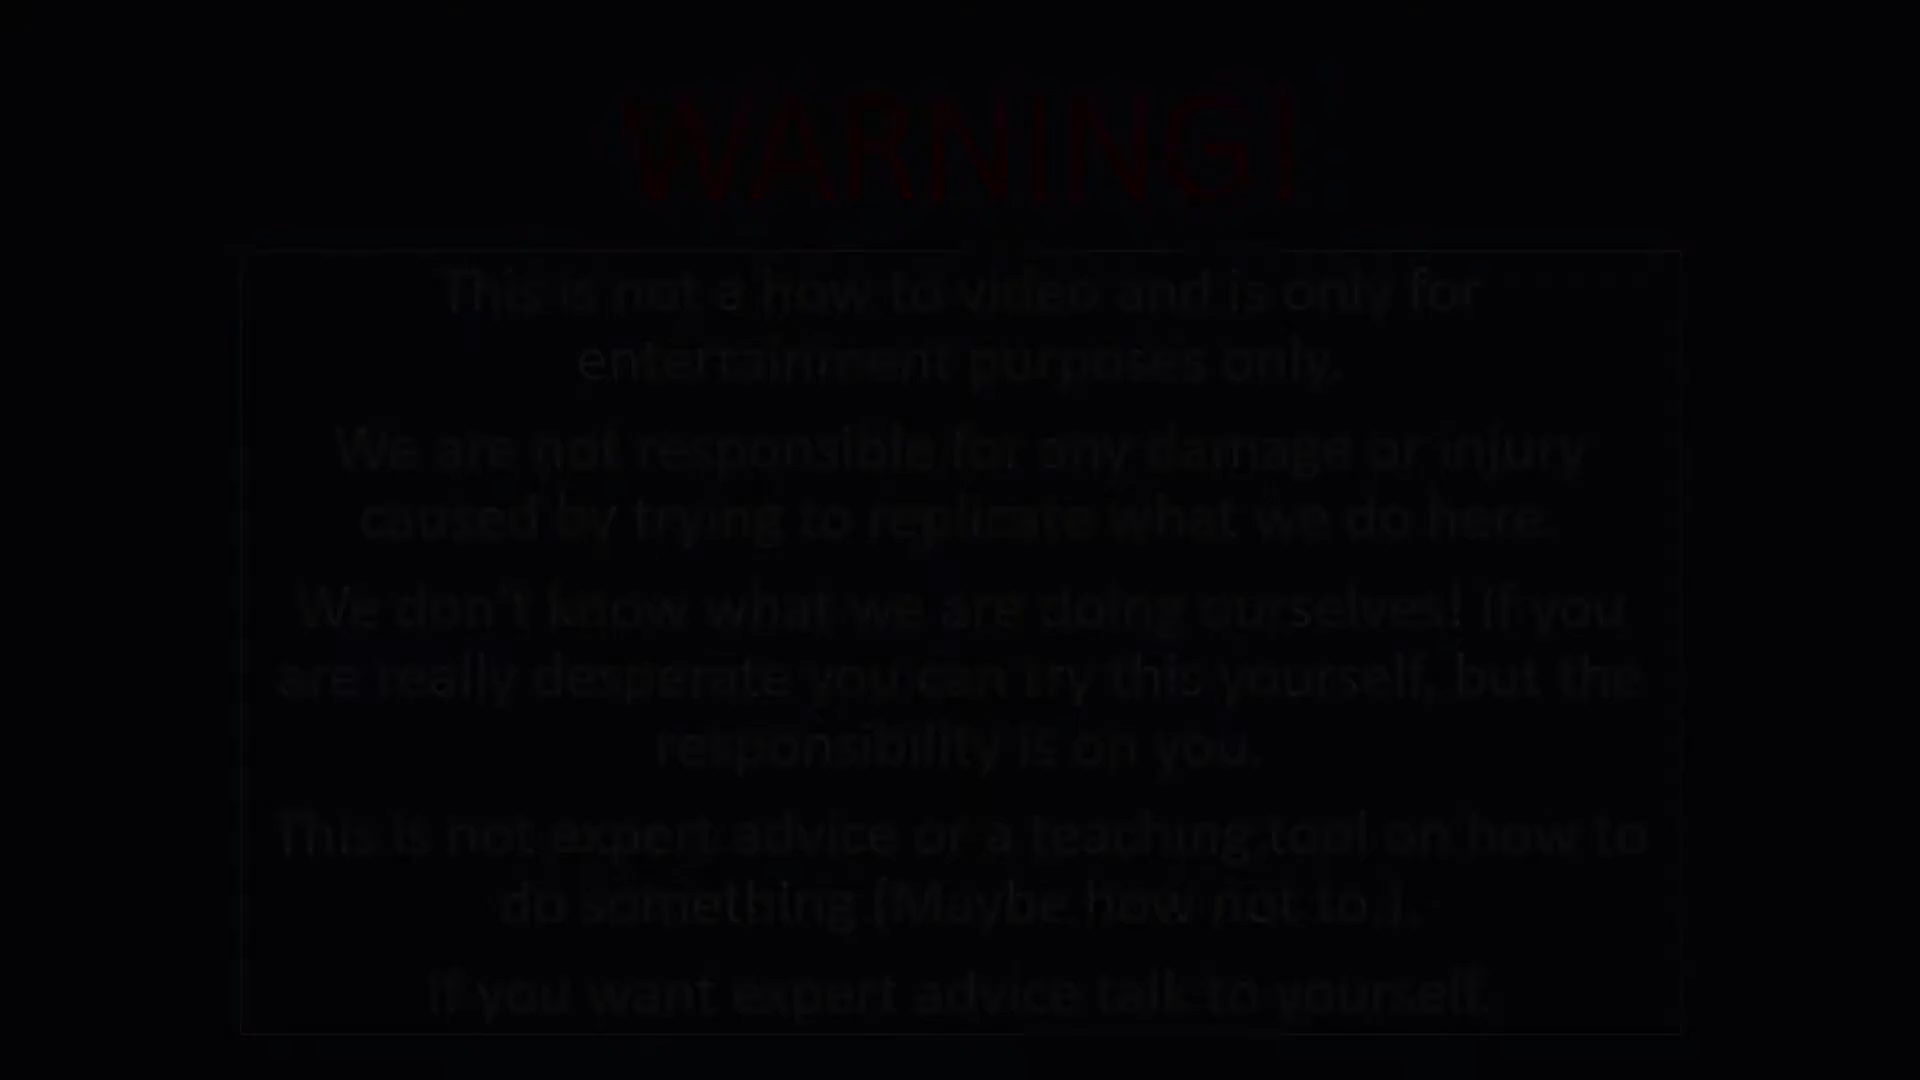 WARNING!
This is not a how to video and is only for
entertainment purposes only.
We are not responsible for any damage or injury
caused by trying to replicate what we do here.
We don't know what we are doing ourselves! If you
are really desperate you can try this yourself, but the
responsibility is on you.
This is not expert advice or a teaching tool on how to
do something (Maybe how not to.).
If you want expert advice talk to yourself.